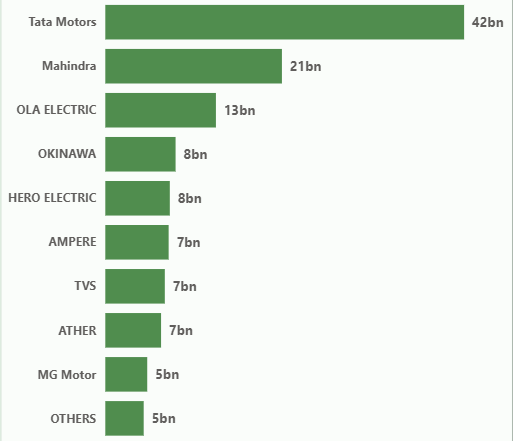 Tata Motors 42bn
Mahindra 21bn
OLA ELECTRIC 13bn
OKINAWA 8bn
HERO ELECTRIC 8bn
AMPERE 7bn
TVS 7bn
ATHER 7bn
MG Motor 5bn
OTHERS 5bn